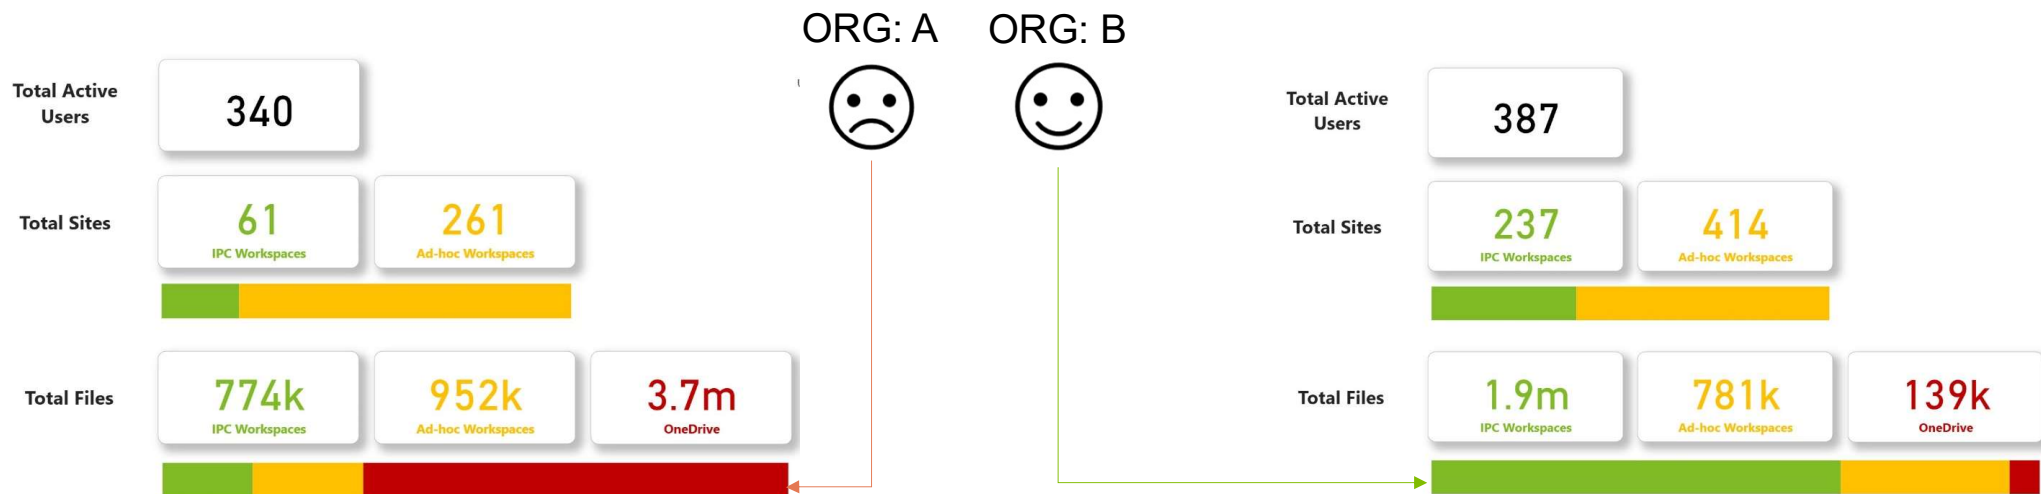 ORG: A
ORG: B
Total Active
Users
340
Total Sites
61
IPC Workspaces
261
Ad-hoc Workspaces
Total Files
774k
IPC Workspaces
952k
Ad-hoc Workspaces
3.7m
OneDrive
Total Active
Users
387
Total Sites
237
IPC Workspaces
414
Ad-hoc Workspaces
Total Files
1.9m
IPC Workspaces
781k
Ad-hoc Workspaces
139k
OneDrive